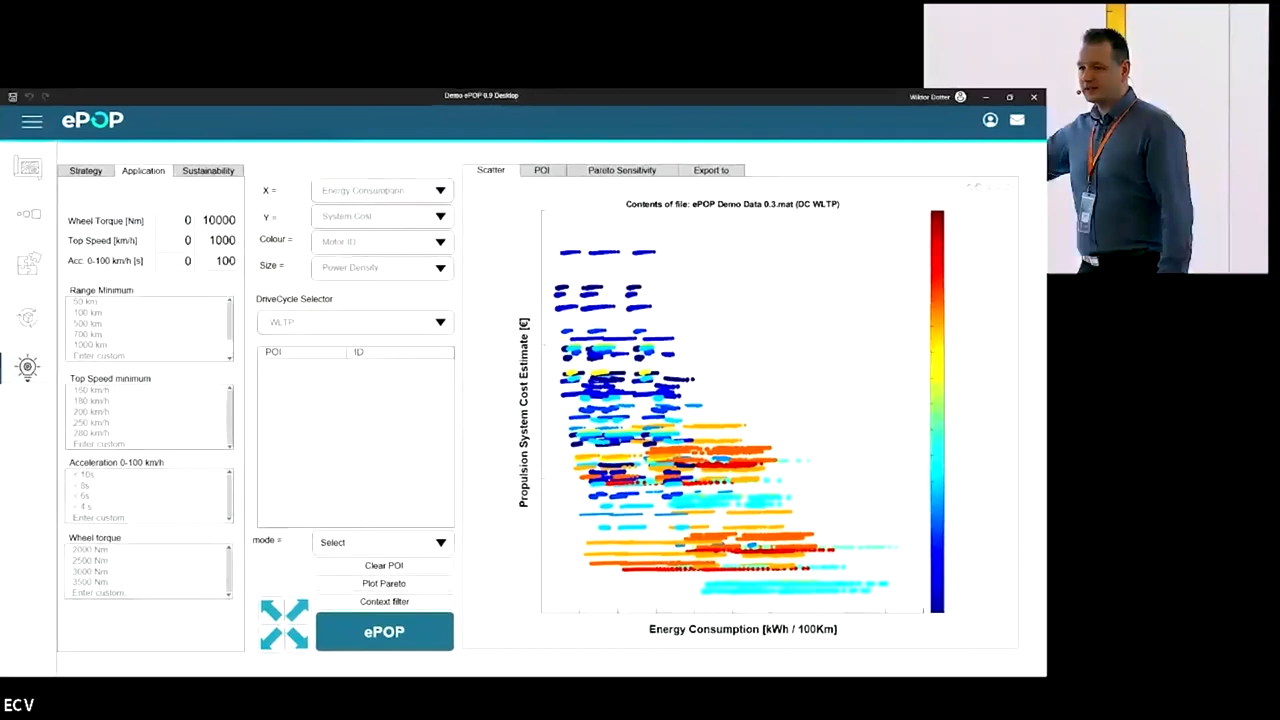 Demo ePOP 0.9 Desktop
Wiktor Dotter
ePOP
Strategy
Application
Sustainability
Wheel Torque [Nm] 0 10000
Top Speed [km/h] 0 1000
Acc. 0-100 km/h [s] 0 100
Range Minimum
50 km
100 km
500 km
700 km
1000 km
Enter custom
Top Speed minimum
160 km/h
180 km/h
200 km/h
250 km/h
280 km/h
Enter custom
Acceleration 0-100 km/h
- 10s
- 8s
- 6s
- 4 s
Enter custom
Wheel torque
2000 Nm
2500 Nm
3000 Nm
3500 Nm
Enter custom
X = Energy Consumption
Y = System Cost
Colour = Motor ID
Size = Power Density
DriveCycle Selector
WLTP
POI ID
mode = Select
Clear POI
Plot Pareto
Context filter
ePOP
Scatter
POI
Pareto Sensitivity
Export to
Contents of file: ePOP Demo Data 0.3.mat (DC WLTP)
Propulsion System Cost Estimate [€]
Energy Consumption [kWh / 100Km]
ECV